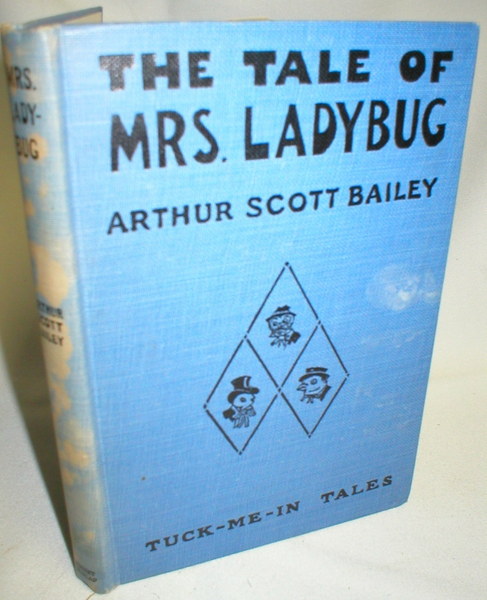 THE TALE OF
MRS. LADYBUG
ARTHUR SCOTT BAILEY
TUCK-ME-IN TALES
MRS.
LADY-
BUG
ARTHUR
SCOTT
BAILEY